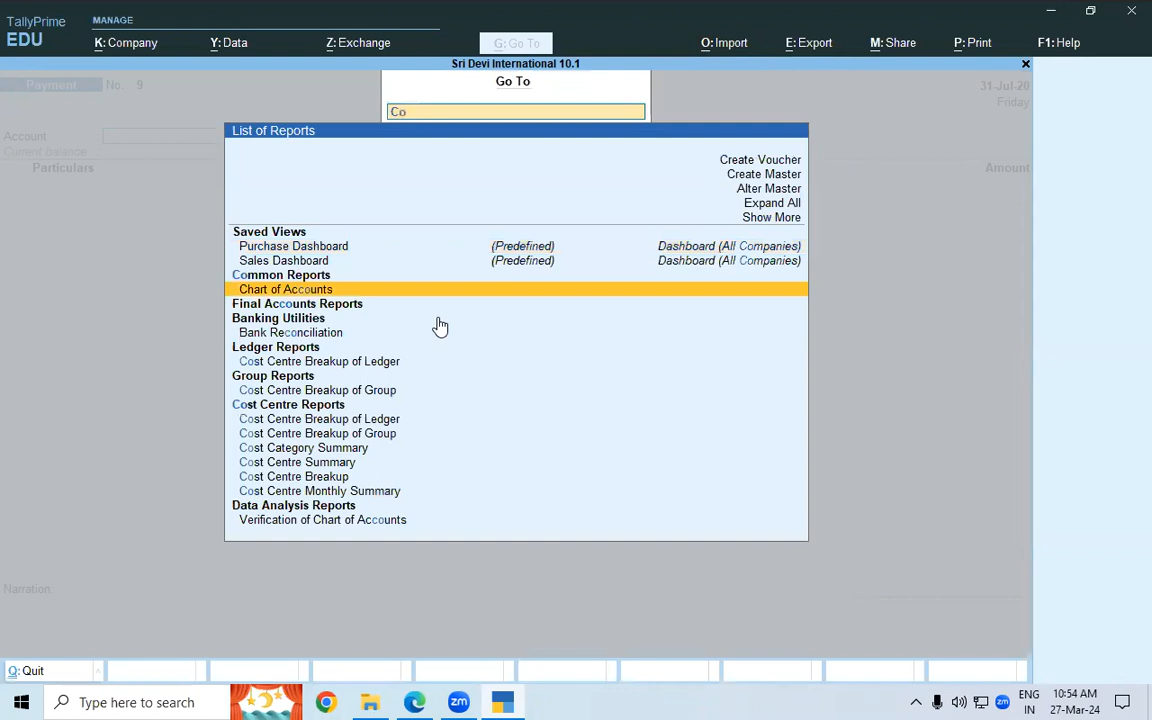 TallyPrime
EDU
MANAGE
K: Company
Y: Data
Z: Exchange
G: Go To
O: Import
E: Export
M: Share
P: Print
F1: Help
Sri Devi International 10.1
Payment
No. 9
31-Jul-20
Friday
Go To
Co
Account
Current balance
Particulars
Amount
List of Reports
Create Voucher
Create Master
Alter Master
Expand All
Show More
Saved Views
Purchase Dashboard (Predefined) Dashboard (All Companies)
Sales Dashboard (Predefined) Dashboard (All Companies)
Common Reports
Chart of Accounts
Final Accounts Reports
Banking Utilities
Bank Reconciliation
Ledger Reports
Cost Centre Breakup of Ledger
Group Reports
Cost Centre Breakup of Group
Cost Centre Reports
Cost Centre Breakup of Ledger
Cost Centre Breakup of Group
Cost Category Summary
Cost Centre Summary
Cost Centre Breakup
Cost Centre Monthly Summary
Data Analysis Reports
Verification of Chart of Accounts
Narration:
Q: Quit
Type here to search
zm
zm
ENG
IN
10:54 AM
27-Mar-24